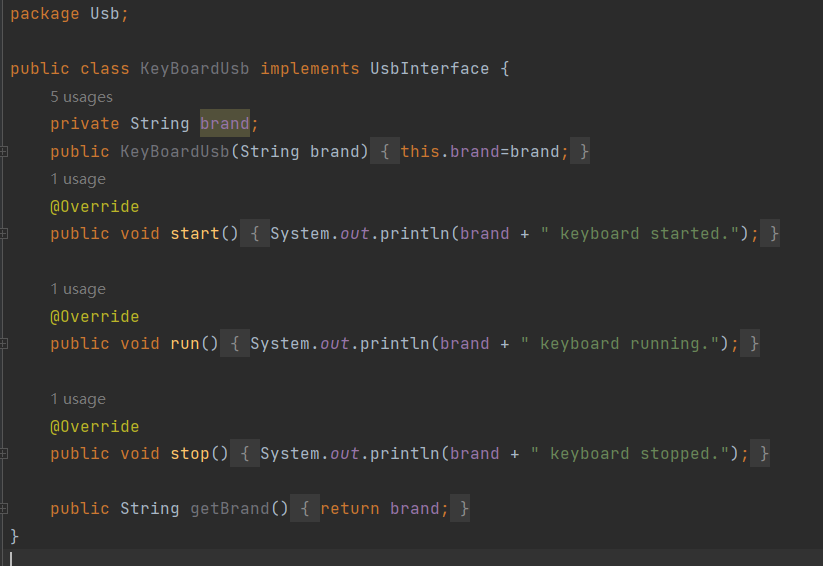 package Usb;
public class KeyBoardUsb implements UsbInterface {
5 usages
private String brand;
public KeyBoardUsb(String brand) { this.brand=brand; }
1 usage
@Override
public void start() { System.out.println(brand + " keyboard started."); }
1 usage
@Override
public void run() { System.out.println(brand + " keyboard running."); }
1 usage
@Override
public void stop() { System.out.println(brand + " keyboard stopped."); }
public String getBrand() { return brand; }
}